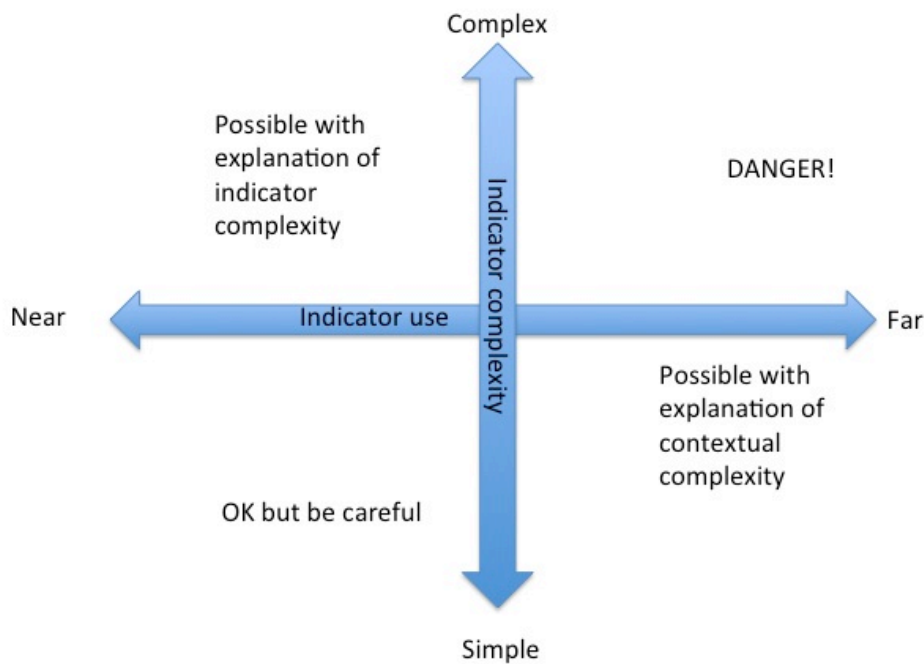 Complex
Possible with
explanation of
indicator
complexity
DANGER!
Indicator complexity
Near
Indicator use
Far
Possible with
explanation of
contextual
complexity
OK but be careful
Simple